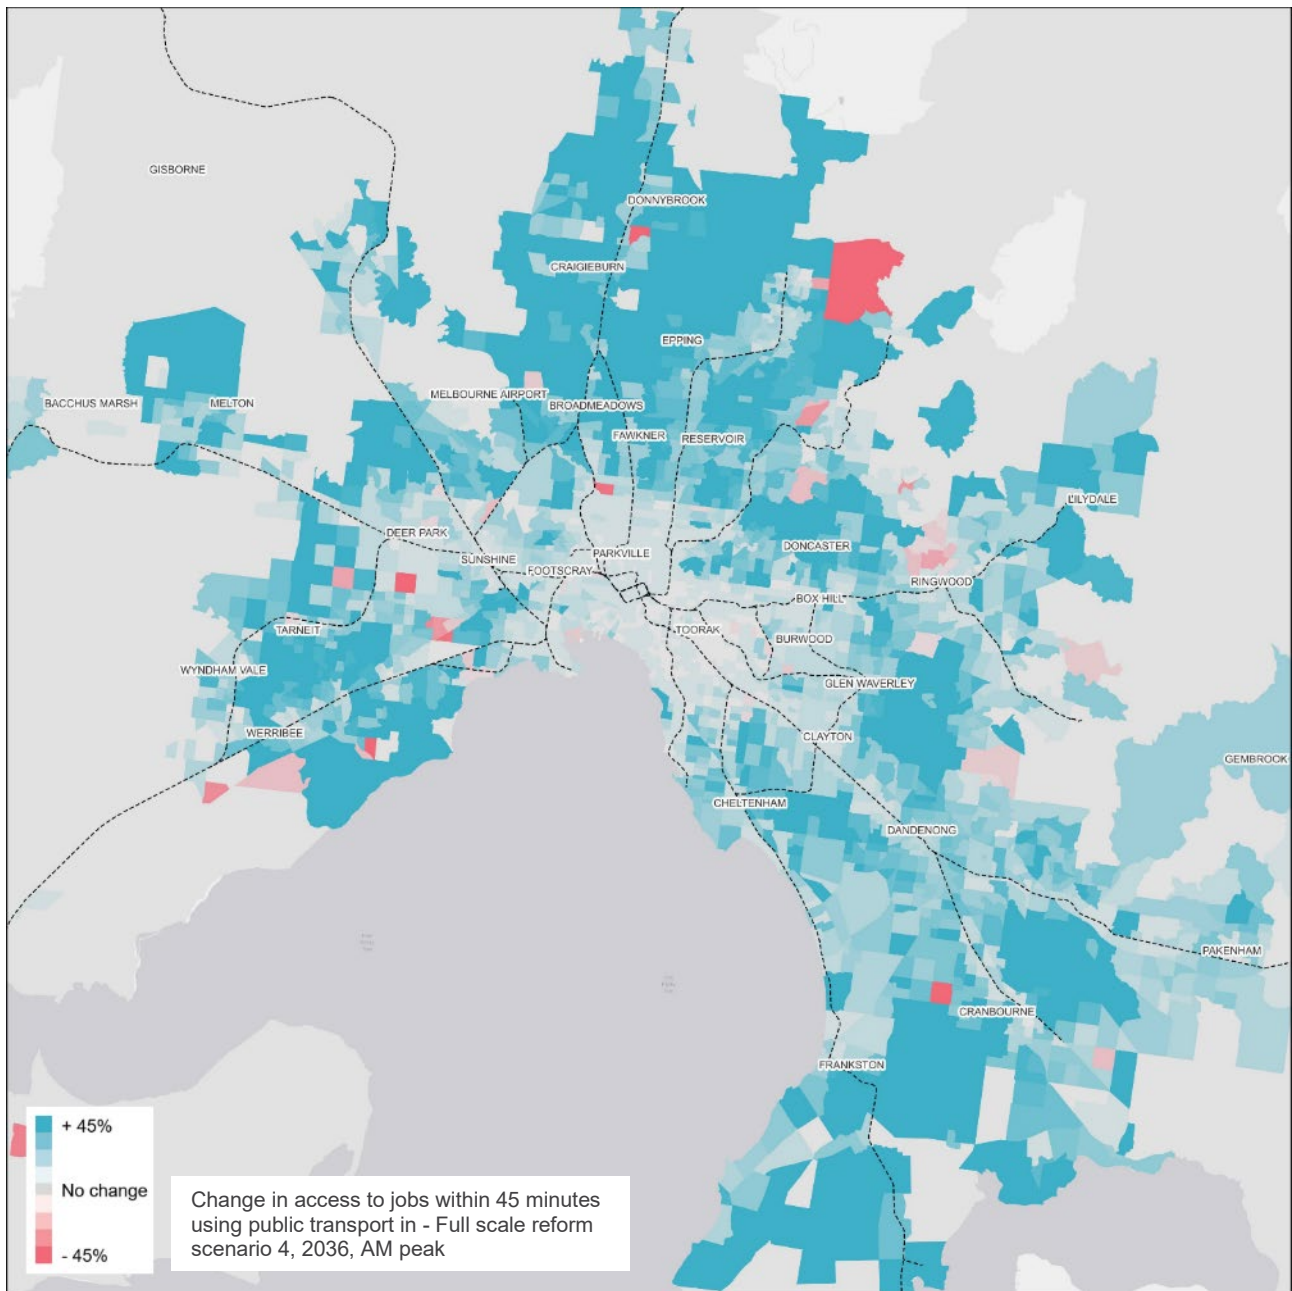 GISBORNE
DONNYBROOK
CRAIGIEBURN
EPPING
MELBOURNE AIRPORT
BACCHUS MARSH
MELTON
BROADMEADOWS
FAWKNER
RESERVOIR
LILYDALE
DEER PARK
DONCASTER
PARKVILLE
SUNSHINE
FOOTSCRAY
RINGWOOD
BOX HILL
TARNEIT
TOORAK
BURWOOD
WYNDHAM VALE
GLEN WAVERLEY
WERRIBEE
CLAYTON
GEMBROOK
CHELTENHAM
DANDENONG
PAKENHAM
CRANBOURNE
FRANKSTON
+ 45%
No change
- 45%
Change in access to jobs within 45 minutes
using public transport in - Full scale reform
scenario 4, 2036, AM peak